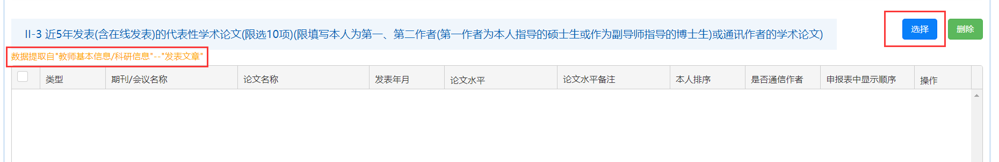 II-3 近5年发表(含在线发表)的代表性学术论文(限选10项)(限填写本人为第一、第二作者(第一作者为本人指导的硕士生或作为副导师指导的博士生)或通讯作者的学术论文)
选择
删除
数据提取自"教师基本信息/科研信息"--"发表文章"
类型 期刊/会议名称 论文名称 发表年月 论文水平 论文水平备注 本人排序 是否通信作者 申报表中显示顺序 操作